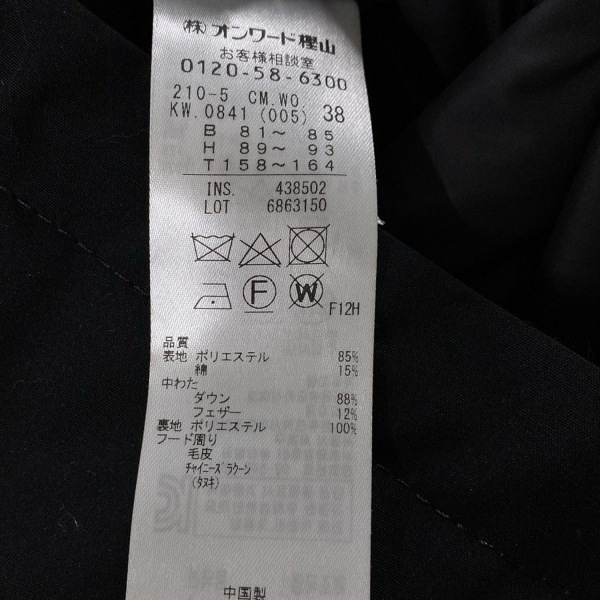 ㈱オンワード樫山
お客様相談室
0120-58-6300
210-5 CM.WO.
KW.0841 (005) 38
B 81～ 85
H 89～ 93
T 158～164
INS. 438502
LOT 6863150
F
W
F12H
品質
表地 ポリエステル 85%
綿 15%
中わた
ダウン 88%
フェザー 12%
裏地 ポリエステル 100%
フード周り
毛皮
ﾁｬｲﾆｰｽﾞﾗｸｰﾝ
(ﾀﾇｷ)
中国製